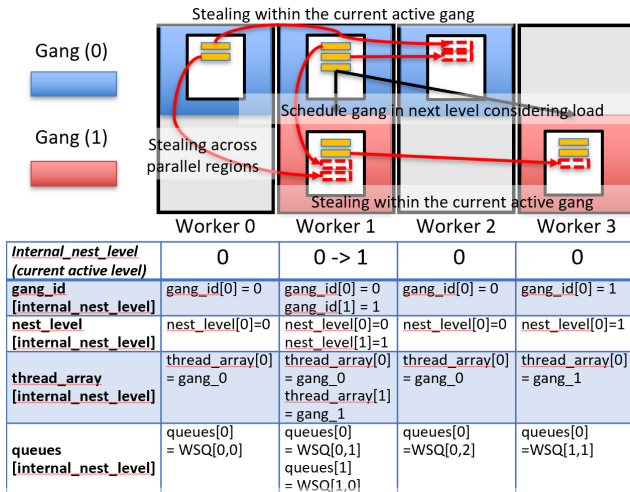 Stealing within the current active gang
Gang (0)
Schedule gang in next level considering load
Gang (1)
Stealing across
parallel regions
Stealing within the current active gang
Worker 0 Worker 1 Worker 2 Worker 3
Internal_nest_level
(current active level)
0 0 -> 1 0 0
gang_id
[internal_nest_level]
gang_id[0] = 0
gang_id[0] = 0
gang_id[1] = 1
gang_id[0] = 0
gang_id[0] = 1
nest_level
[internal_nest_level]
nest_level[0]=0
nest_level[0]=0
nest_level[1]=1
nest_level[0]=0
nest_level[0]=1
thread_array
[internal_nest_level]
thread_array[0]
= gang_0
thread_array[0]
= gang_0
thread_array[1]
= gang_1
thread_array[0]
= gang_0
thread_array[0]
= gang_1
queues
[internal_nest_level]
queues[0]
= WSQ[0,0]
queues[0]
= WSQ[0,1]
queues[1]
= WSQ[1,0]
queues[0]
=WSQ[0,2]
queues[0]
=WSQ[1,1]